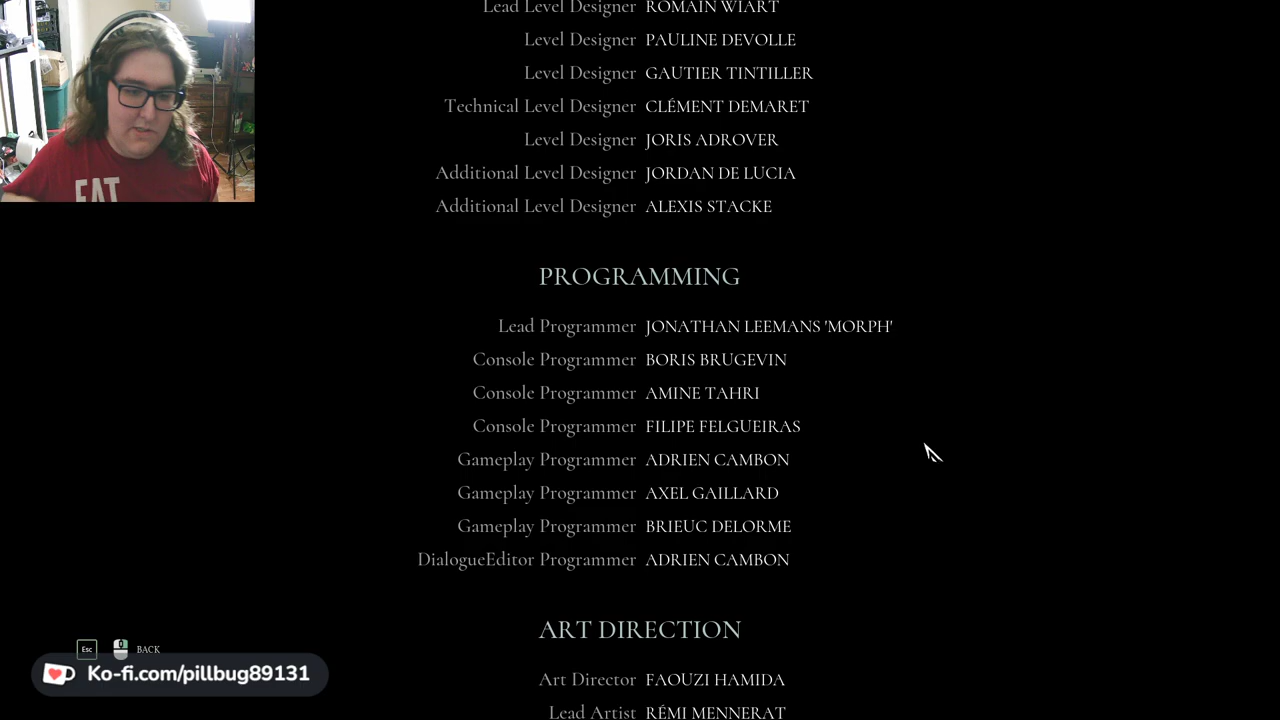 Lead Level Designer ROMAIN WIART
Level Designer PAULINE DEVOLLE
Level Designer GAUTIER TINTILLER
Technical Level Designer CLÉMENT DEMARET
Level Designer JORIS ADROVER
Additional Level Designer JORDAN DE LUCIA
Additional Level Designer ALEXIS STACKE
EAT
PROGRAMMING
Lead Programmer JONATHAN LEEMANS 'MORPH'
Console Programmer BORIS BRUGEVIN
Console Programmer AMINE TAHRI
Console Programmer FILIPE FELGUEIRAS
Gameplay Programmer ADRIEN CAMBON
Gameplay Programmer AXEL GAILLARD
Gameplay Programmer BRIEUC DELORME
DialogueEditor Programmer ADRIEN CAMBON
ART DIRECTION
Art Director FAOUZI HAMIDA
Lead Artist RÉMI MENNERAT
Esc BACK
Ko-fi.com/pillbug89131